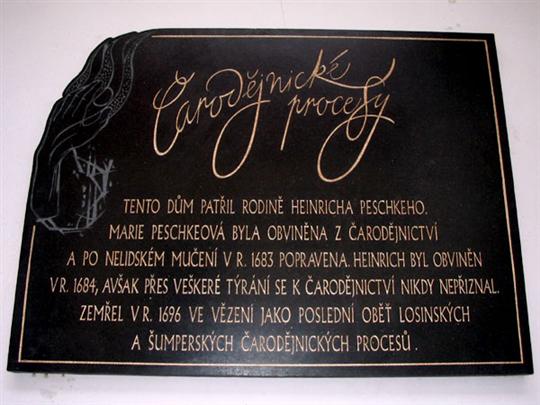 Čarodějnické
procesy
TENTO DŮM PATŘIL RODINĚ HEINRICHA PESCHKEHO.
MARIE PESCHKEOVÁ BYLA OBVINĚNA Z ČARODĚJNICTVÍ
A PO NELIDSKÉM MUČENÍ V R. 1683 POPRAVENA. HEINRICH BYL OBVINĚN
V R. 1684, AVŠAK PŘES VEŠKERÉ TÝRÁNÍ SE K ČARODĚJNICTVÍ NIKDY NEPŘIZNAL.
ZEMŘEL V R. 1696 VE VĚZENÍ JAKO POSLEDNÍ OBĚŤ LOSINSKÝCH
A ŠUMPERSKÝCH ČARODĚJNICKÝCH PROCESŮ.